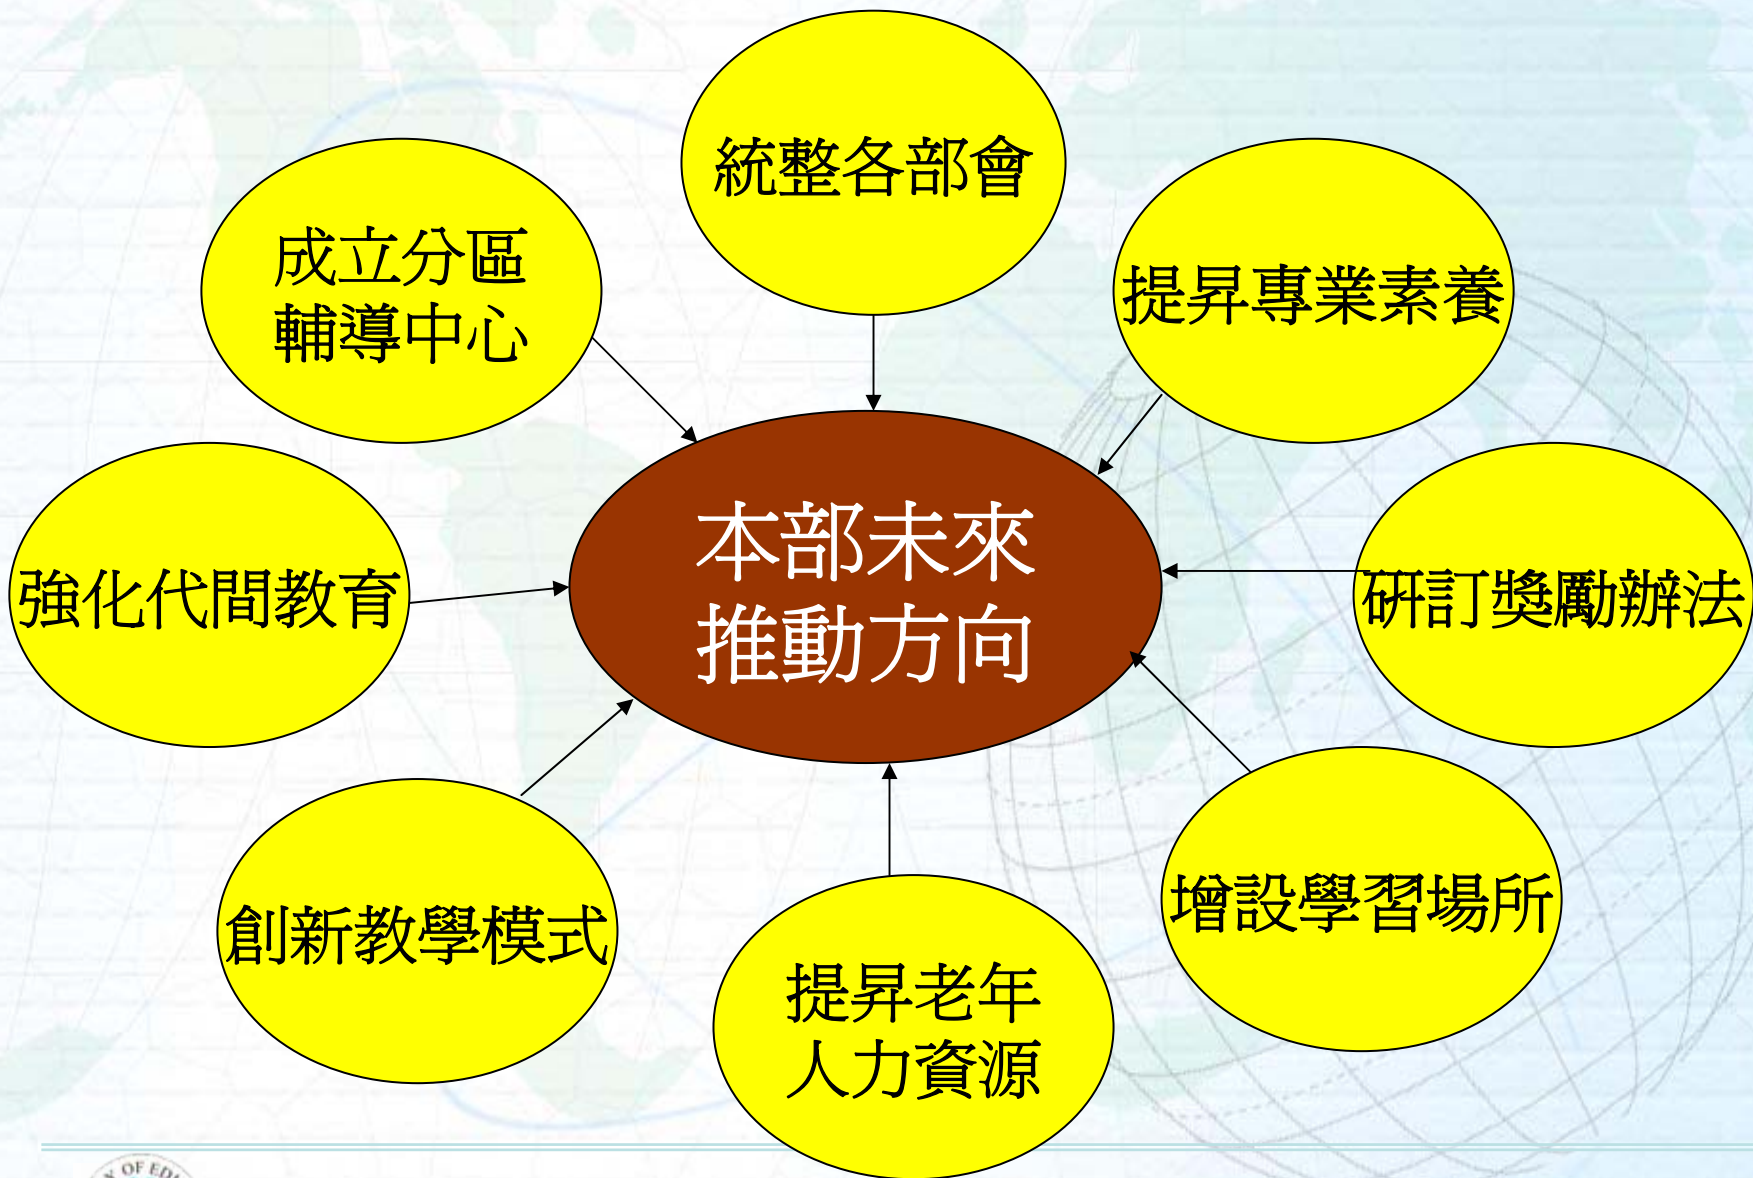 統整各部會
成立分區
輔導中心
提昇專業素養
本部未來
推動方向
強化代間教育
研訂獎勵辦法
創新教學模式
增設學習場所
提昇老年
人力資源
OF